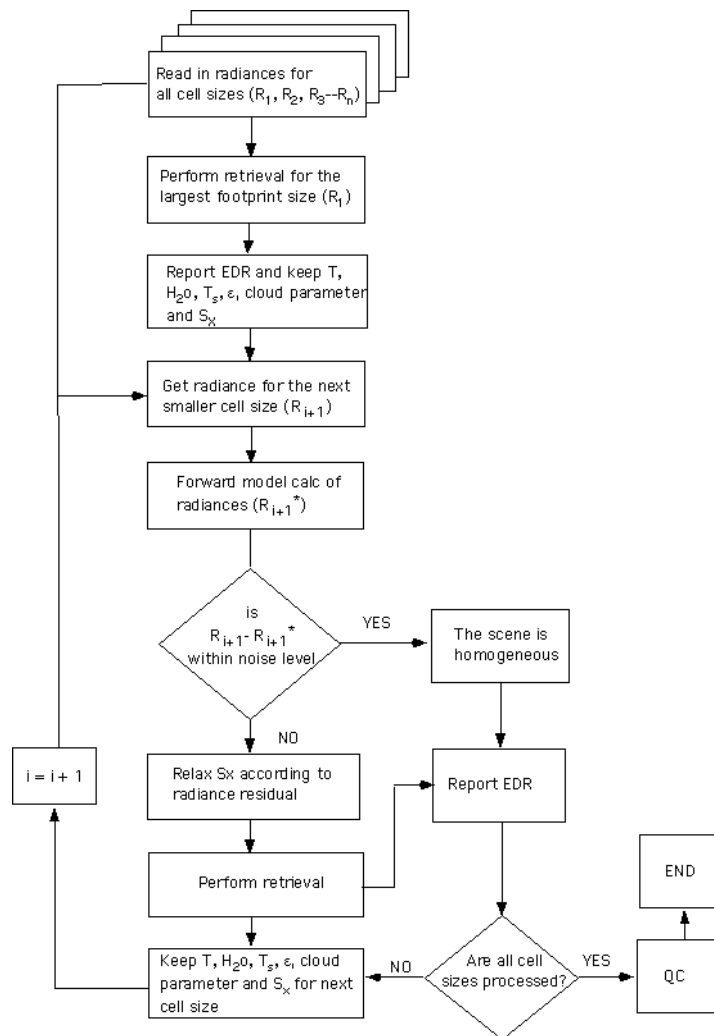 Read in radiances for
all cell sizes (R₁, R₂, R₃--Rₙ)
Perform retrieval for the
largest footprint size (R₁)
Report EDR and keep T,
H₂o, Tₛ, ε, cloud parameter
and Sₓ
Get radiance for the next
smaller cell size (R i+1)
Forward model calc of
radiances (R i+1*)
is
R i+1 - R i+1*
within noise level
YES
The scene is
homogeneous
NO
i = i + 1
Relax Sx according to
radiance residual
Report EDR
Perform retrieval
END
Keep T, H₂o, Tₛ, ε, cloud
parameter and Sₓ for next
cell size
NO
Are all cell
sizes processed?
YES
QC